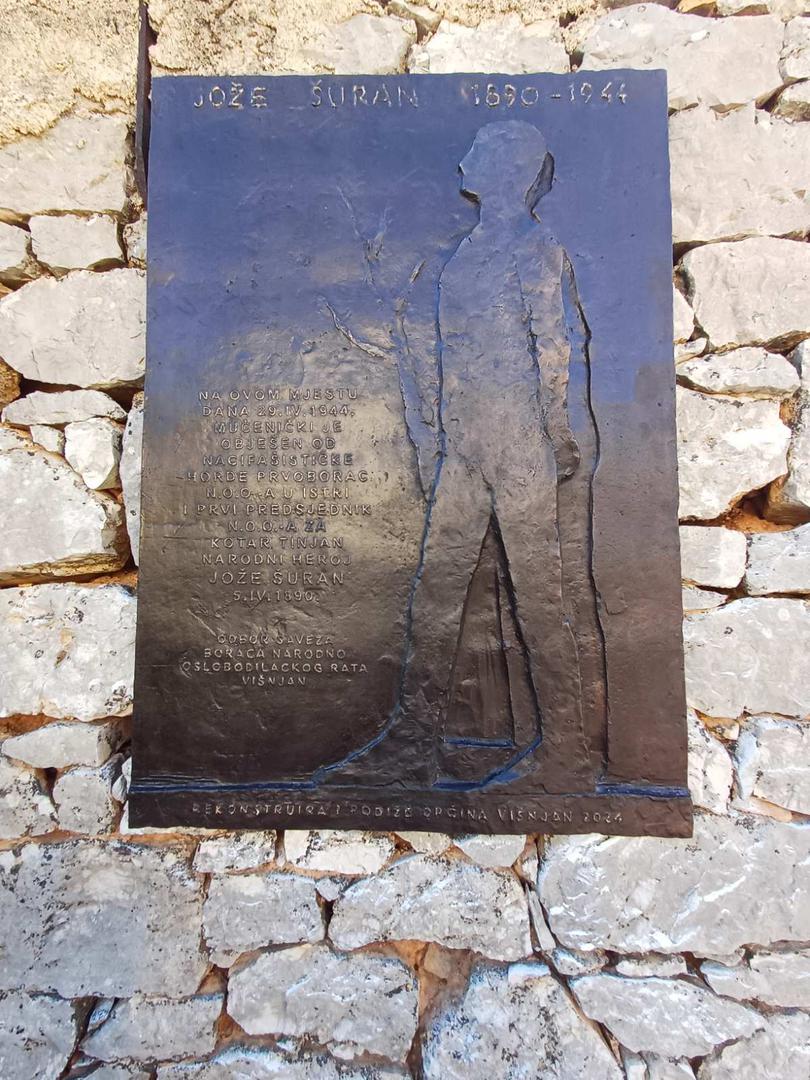 JOŽE ŠURAN 1890-1944
NA OVOM MJESTU
DANA 29.IV.1944,
MUČENIČKI JE
OBJEŠEN OD
NACIFAŠISTIČKE
HORDE PRVOBORAC
N.O.O.-A U ISTRI
I PRVI PREDSJEDNIK
N.O.O.-A ZA
KOTAR TINJAN
NARODNI HEROJ
JOŽE ŠURAN
5.IV.1890.
ODBOR SAVEZA
BORACA NARODNO
OSLOBODILAČKOG RATA
VIŠNJAN
REKONSTRUIRA I PODIŽE OPĆINA VIŠNJAN 2024